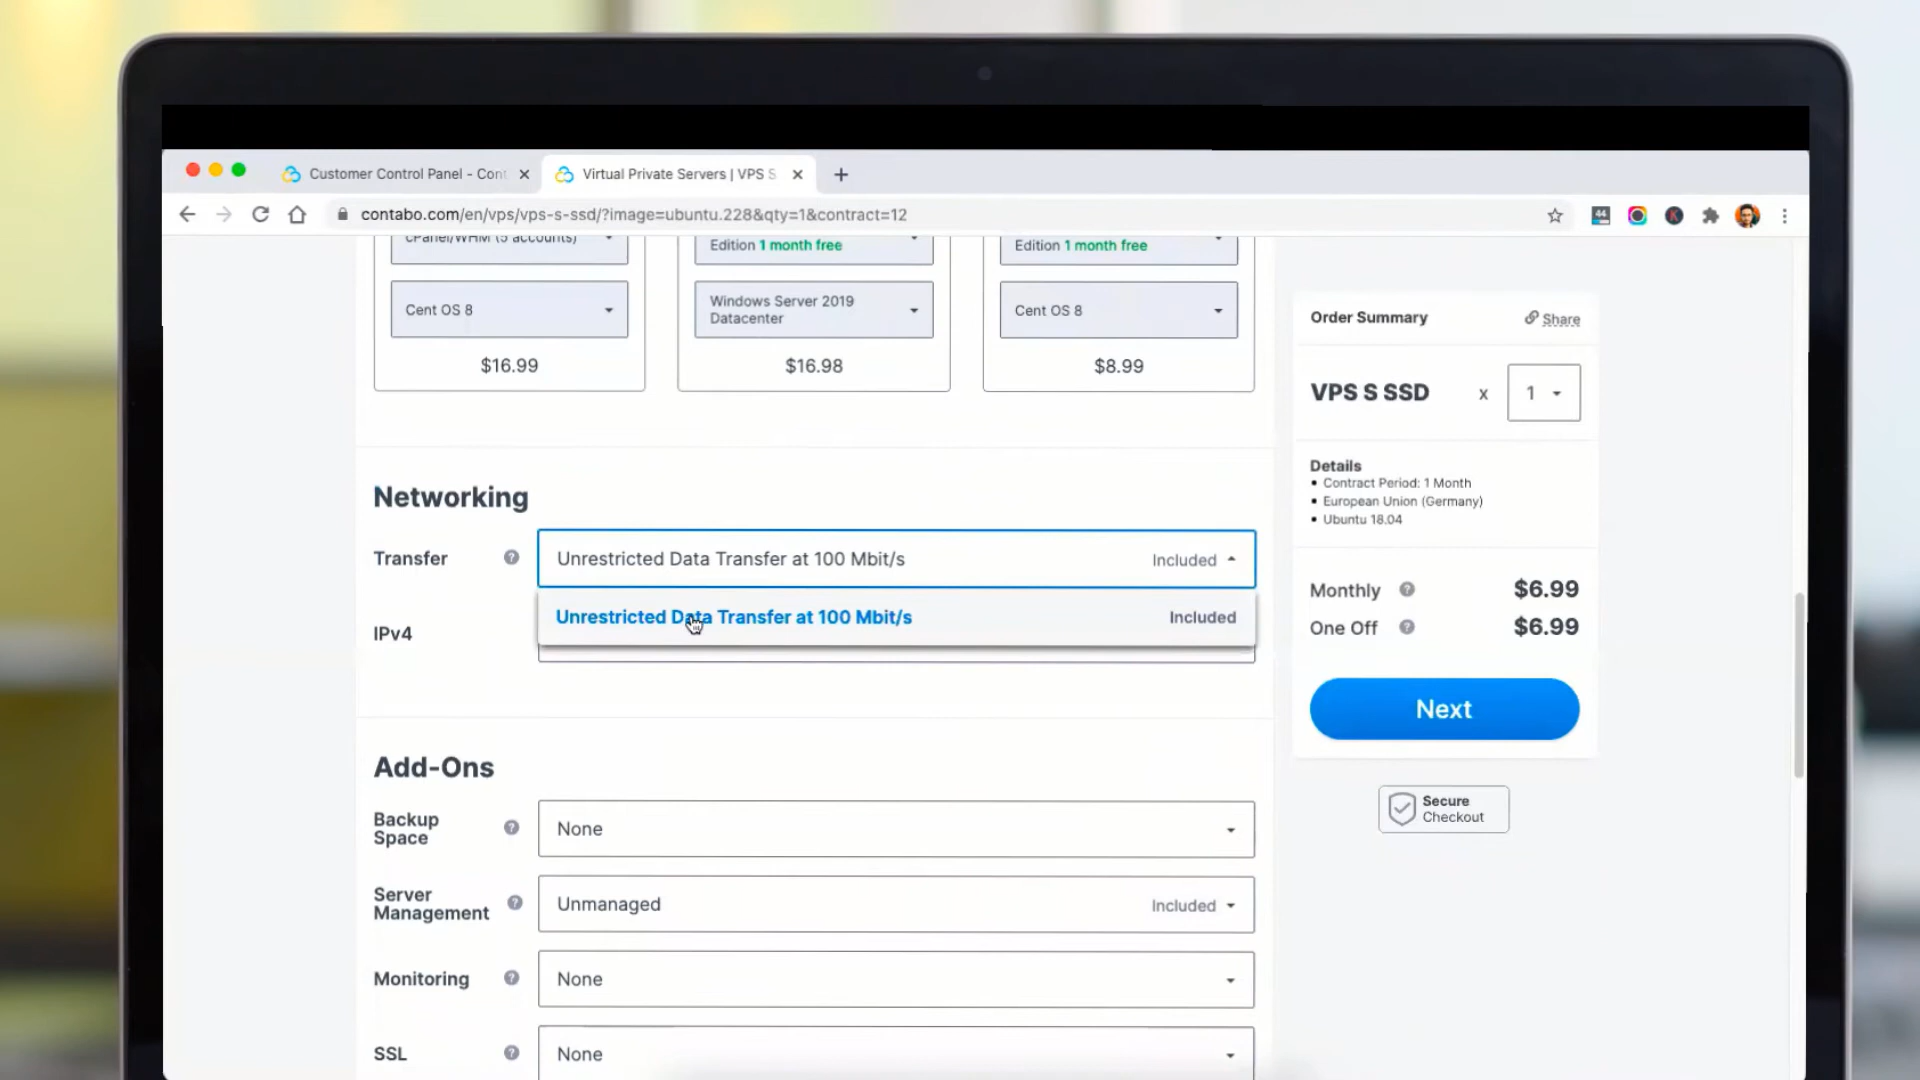 Customer Control Panel - Cont
Virtual Private Servers | VPS S
contabo.com/en/vps/vps-s-ssd/?image=ubuntu.228&qty=1&contract=12
44
K
cPanel/WHM (5 accounts)
Edition 1 month free
Edition 1 month free
Cent OS 8
Windows Server 2019
Datacenter
Cent OS 8
$16.99
$16.98
$8.99
Order Summary
Share
VPS S SSD
x
1
Details
Contract Period: 1 Month
European Union (Germany)
Ubuntu 18.04
Monthly
$6.99
One Off
$6.99
Next
Secure
Checkout
Networking
Transfer
Unrestricted Data Transfer at 100 Mbit/s
Included
Unrestricted Data Transfer at 100 Mbit/s
Included
IPv4
Add-Ons
Backup
Space
None
Server
Management
Unmanaged
Included
Monitoring
None
SSL
None